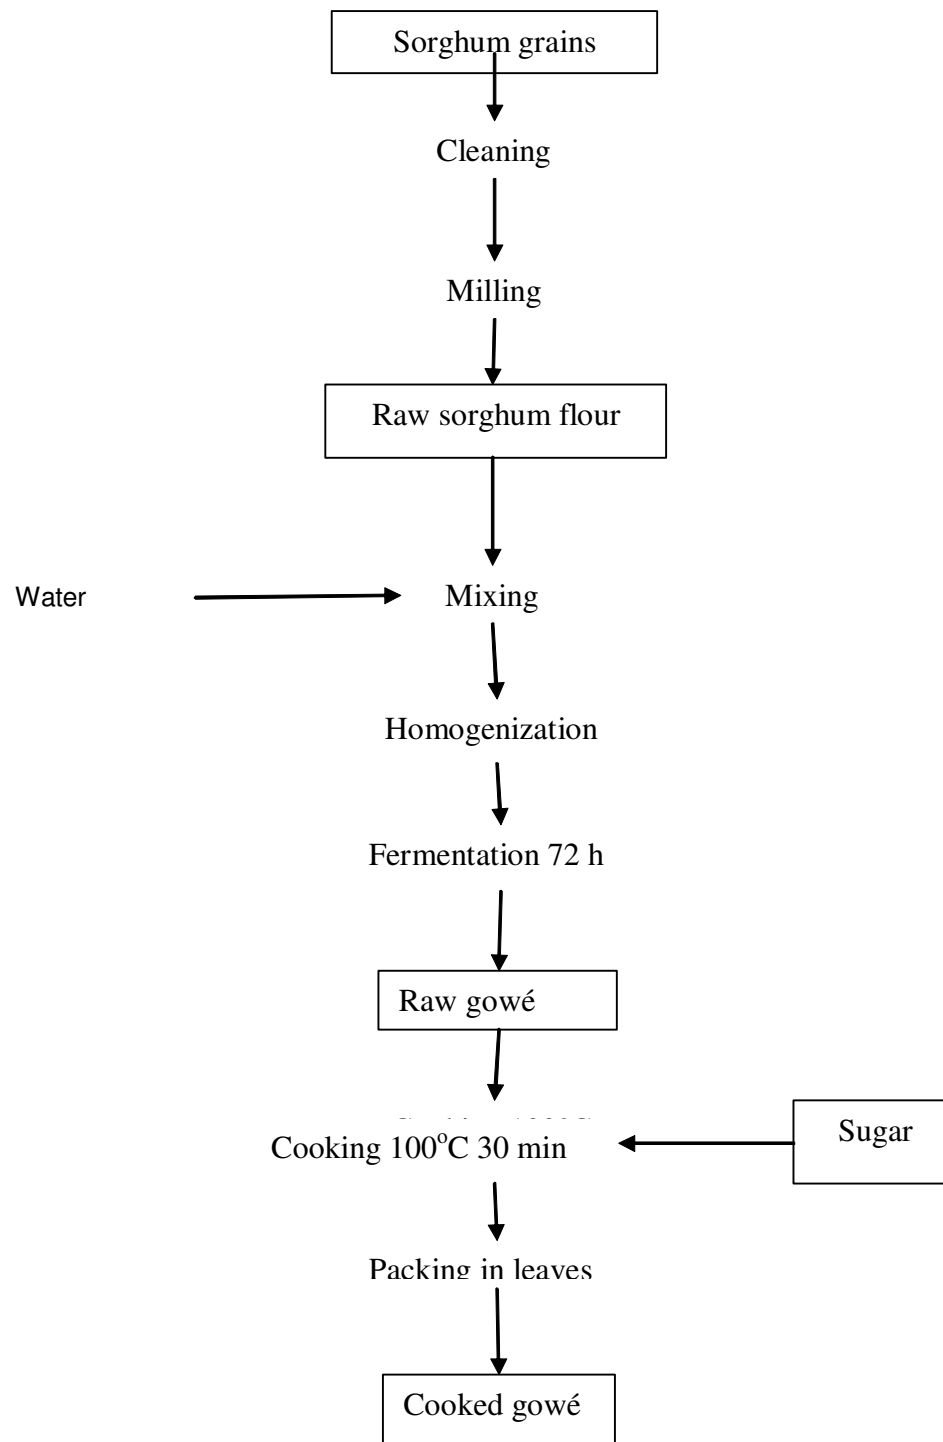 Sorghum grains
Cleaning
Milling
Raw sorghum flour
Water
Mixing
Homogenization
Fermentation 72 h
Raw gowé
Cooking 100°C 30 min
Sugar
Packing in leaves
Cooked gowé